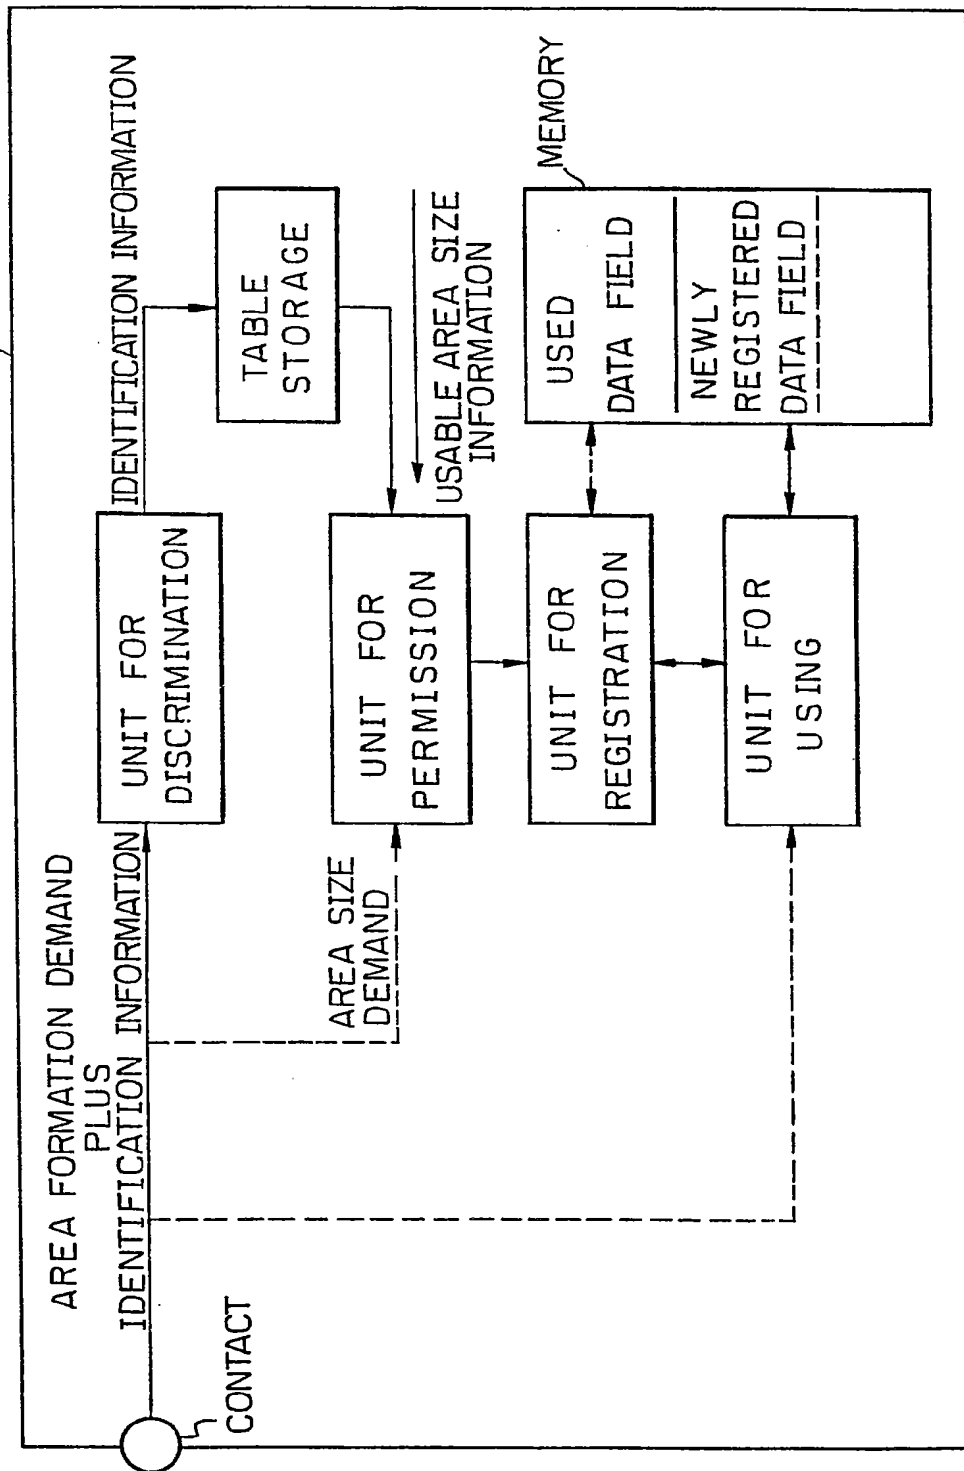 AREA FORMATION DEMAND
PLUS
IDENTIFICATION INFORMATION
CONTACT
UNIT FOR
DISCRIMINATION
IDENTIFICATION INFORMATION
TABLE
STORAGE
AREA SIZE
DEMAND
UNIT FOR
PERMISSION
USABLE AREA SIZE
INFORMATION
UNIT FOR
REGISTRATION
UNIT FOR
USING
MEMORY
USED
DATA FIELD
NEWLY
REGISTERED
DATA FIELD